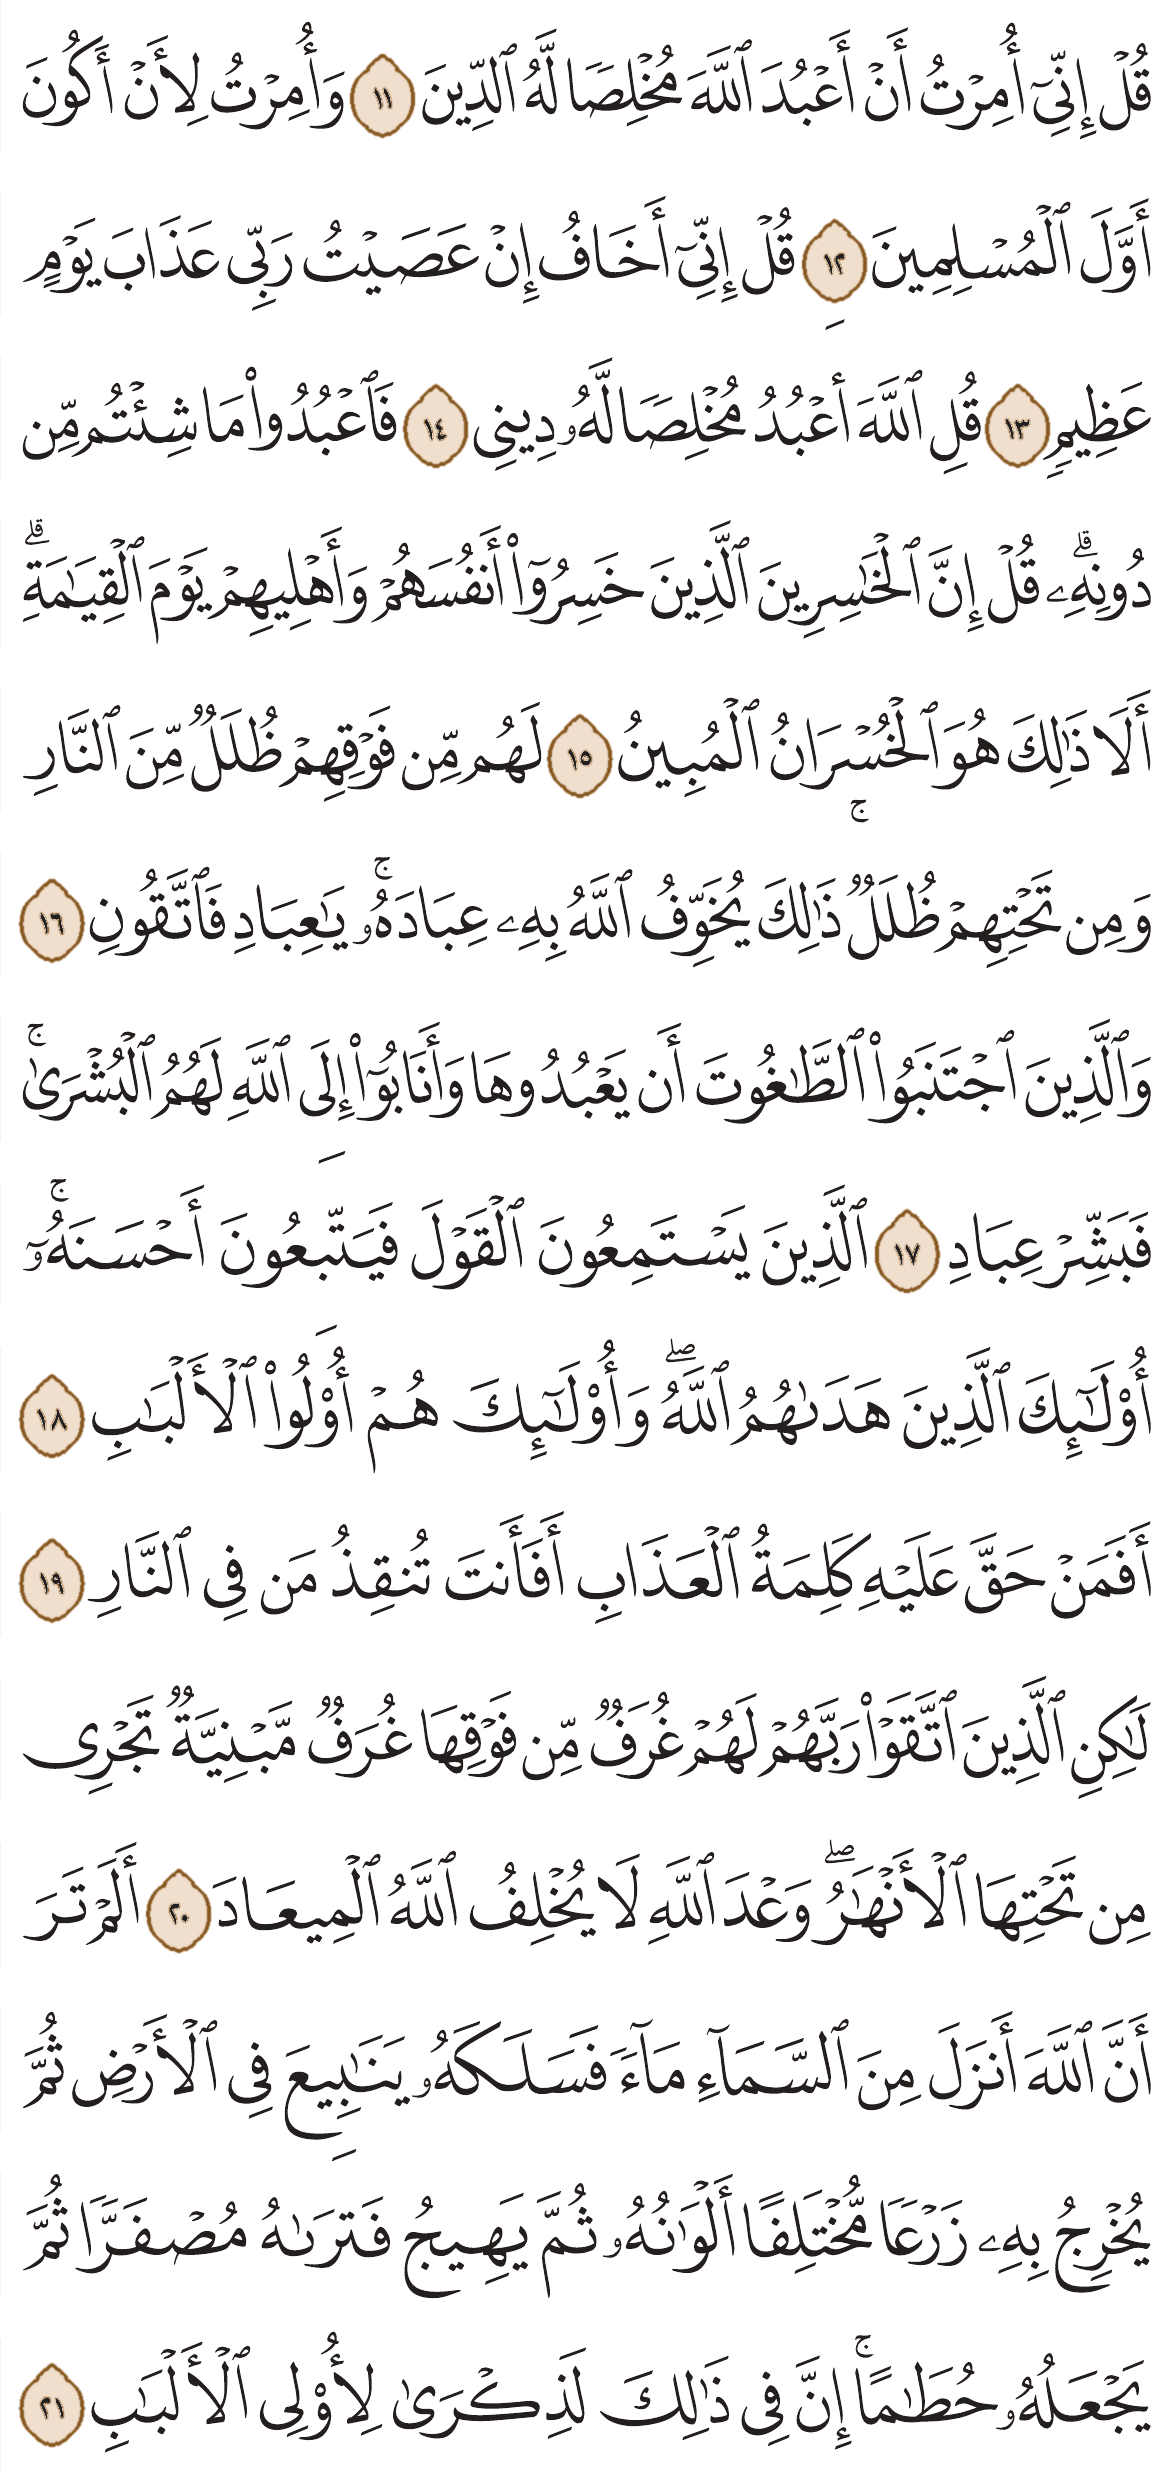 قُلۡ إِنِّيٓ أُمِرۡتُ أَنۡ أَعۡبُدَ ٱللَّهَ مُخۡلِصٗا لَّهُ ٱلدِّينَ ١١ وَأُمِرۡتُ لِأَنۡ أَكُونَ
أَوَّلَ ٱلۡمُسۡلِمِينَ ١٢ قُلۡ إِنِّيٓ أَخَافُ إِنۡ عَصَيۡتُ رَبِّي عَذَابَ يَوۡمٍ
عَظِيمٖ ١٣ قُلِ ٱللَّهَ أَعۡبُدُ مُخۡلِصٗا لَّهُۥ دِينِي ١٤ فَٱعۡبُدُواْ مَا شِئۡتُم مِّن
دُونِهِۦۗ قُلۡ إِنَّ ٱلۡخَٰسِرِينَ ٱلَّذِينَ خَسِرُوٓاْ أَنفُسَهُمۡ وَأَهۡلِيهِمۡ يَوۡمَ ٱلۡقِيَٰمَةِۗ
أَلَا ذَٰلِكَ هُوَ ٱلۡخُسۡرَانُ ٱلۡمُبِينُ ١٥ لَهُم مِّن فَوۡقِهِمۡ ظُلَلٞ مِّنَ ٱلنَّارِ
وَمِن تَحۡتِهِمۡ ظُلَلٞۚ ذَٰلِكَ يُخَوِّفُ ٱللَّهُ بِهِۦ عِبَادَهُۥۚ يَٰعِبَادِ فَٱتَّقُونِ ١٦
وَٱلَّذِينَ ٱجۡتَنَبُواْ ٱلطَّٰغُوتَ أَن يَعۡبُدُوهَا وَأَنَابُوٓاْ إِلَى ٱللَّهِ لَهُمُ ٱلۡبُشۡرَىٰۚ
فَبَشِّرۡ عِبَادِ ١٧ ٱلَّذِينَ يَسۡتَمِعُونَ ٱلۡقَوۡلَ فَيَتَّبِعُونَ أَحۡسَنَهُۥٓۚ
أُوْلَٰٓئِكَ ٱلَّذِينَ هَدَىٰهُمُ ٱللَّهُۖ وَأُوْلَٰٓئِكَ هُمۡ أُوْلُواْ ٱلۡأَلۡبَٰبِ ١٨
أَفَمَنۡ حَقَّ عَلَيۡهِ كَلِمَةُ ٱلۡعَذَابِ أَفَأَنتَ تُنقِذُ مَن فِي ٱلنَّارِ ١٩
لَٰكِنِ ٱلَّذِينَ ٱتَّقَوۡاْ رَبَّهُمۡ لَهُمۡ غُرَفٞ مِّن فَوۡقِهَا غُرَفٞ مَّبۡنِيَّةٞ تَجۡرِي
مِن تَحۡتِهَا ٱلۡأَنۡهَٰرُۖ وَعۡدَ ٱللَّهِ لَا يُخۡلِفُ ٱللَّهُ ٱلۡمِيعَادَ ٢٠ أَلَمۡ تَرَ
أَنَّ ٱللَّهَ أَنزَلَ مِنَ ٱلسَّمَآءِ مَآءٗ فَسَلَكَهُۥ يَنَٰبِيعَ فِي ٱلۡأَرۡضِ ثُمَّ
يُخۡرِجُ بِهِۦ زَرۡعٗا مُّخۡتَلِفًا أَلۡوَٰنُهُۥ ثُمَّ يَهِيجُ فَتَرَىٰهُ مُصۡفَرّٗا ثُمَّ
يَجۡعَلُهُۥ حُطَٰمًاۚ إِنَّ فِي ذَٰلِكَ لَذِكۡرَىٰ لِأُوْلِي ٱلۡأَلۡبَٰبِ ٢١